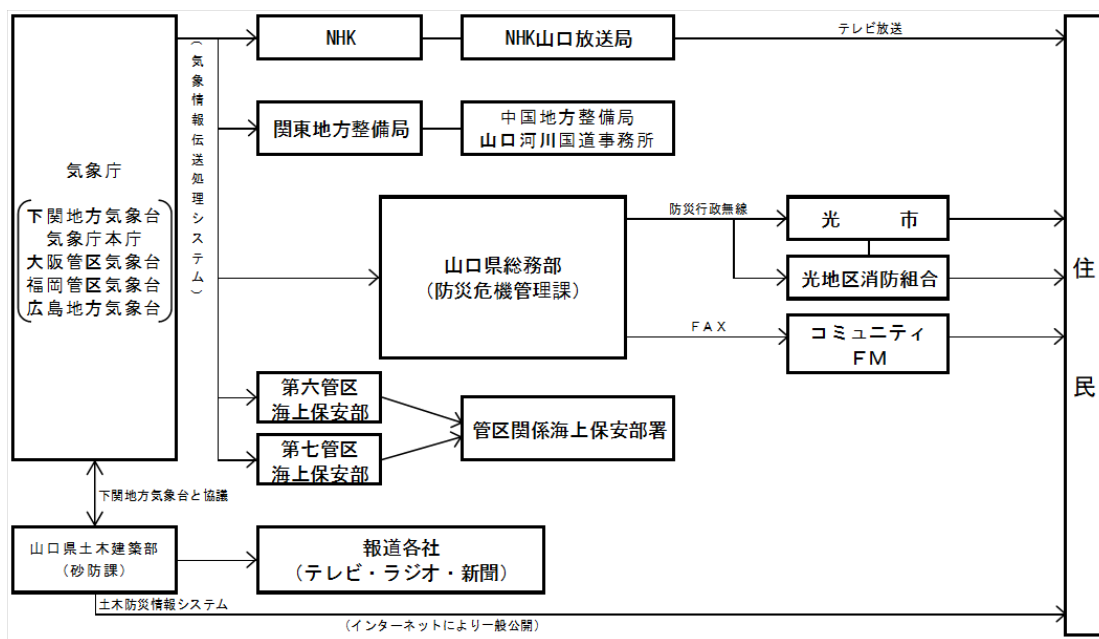 気象庁
下関地方気象台
気象庁本庁
大阪管区気象台
福岡管区気象台
広島地方気象台
（気象情報伝送処理システム）
NHK
NHK山口放送局
テレビ放送
関東地方整備局
中国地方整備局
山口河川国道事務所
山口県総務部
（防災危機管理課）
防災行政無線
光　　市
光地区消防組合
ＦＡＸ
コミュニティ
ＦＭ
第六管区
海上保安部
第七管区
海上保安部
管区関係海上保安部署
住民
下関地方気象台と協議
山口県土木建築部
（砂防課）
報道各社
（テレビ・ラジオ・新聞）
土木防災情報システム
（インターネットにより一般公開）